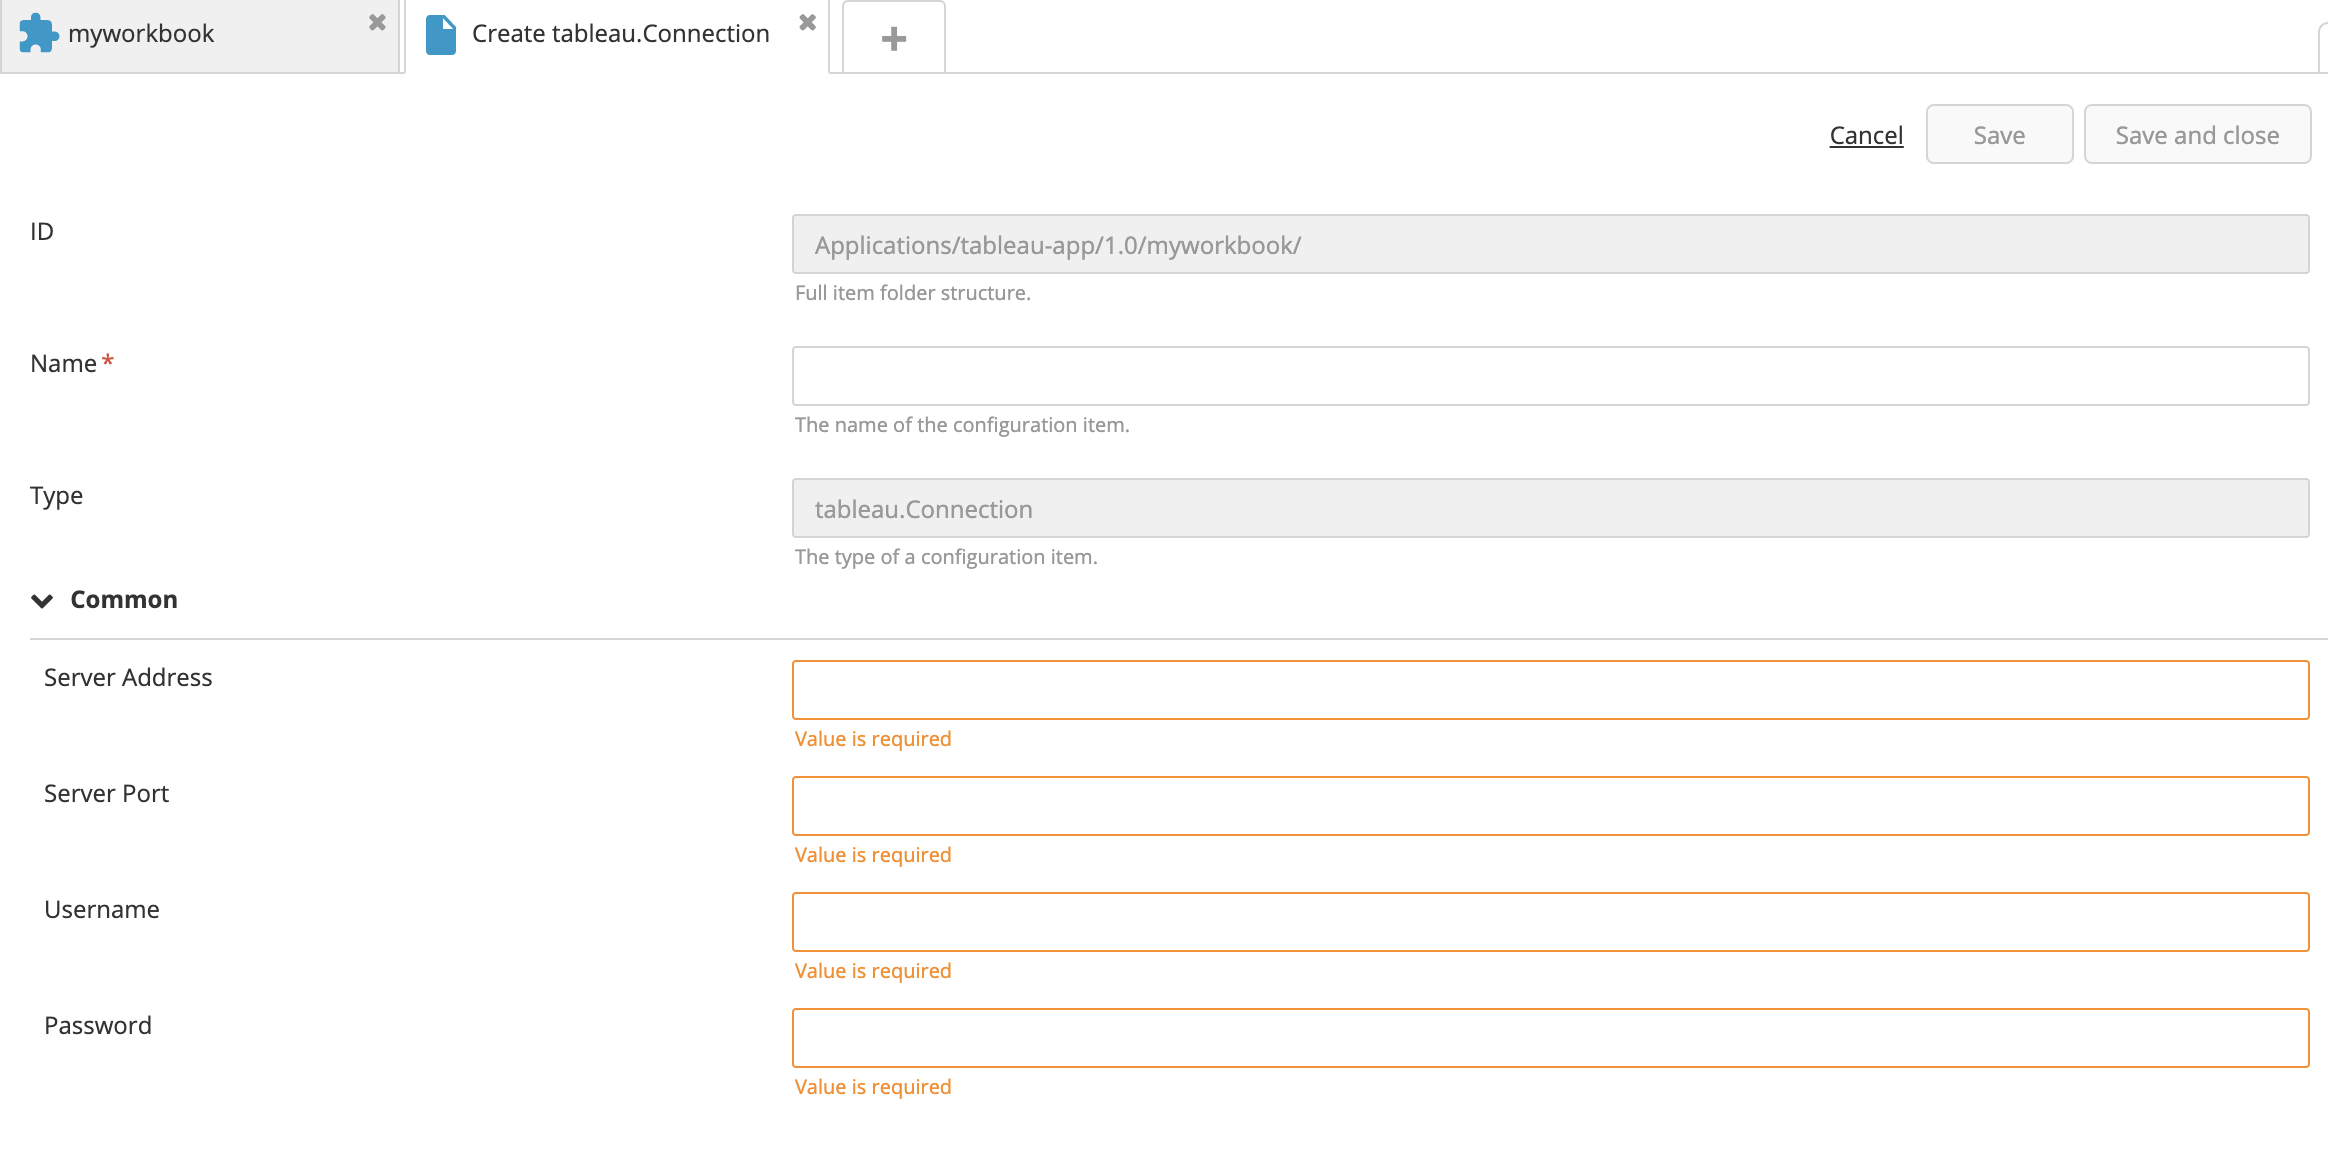 myworkbook
Create tableau.Connection
Cancel
Save
Save and close
ID
Applications/tableau-app/1.0/myworkbook/
Full item folder structure.
Name *
The name of the configuration item.
Type
tableau.Connection
The type of a configuration item.
Common
Server Address
Value is required
Server Port
Value is required
Username
Value is required
Password
Value is required